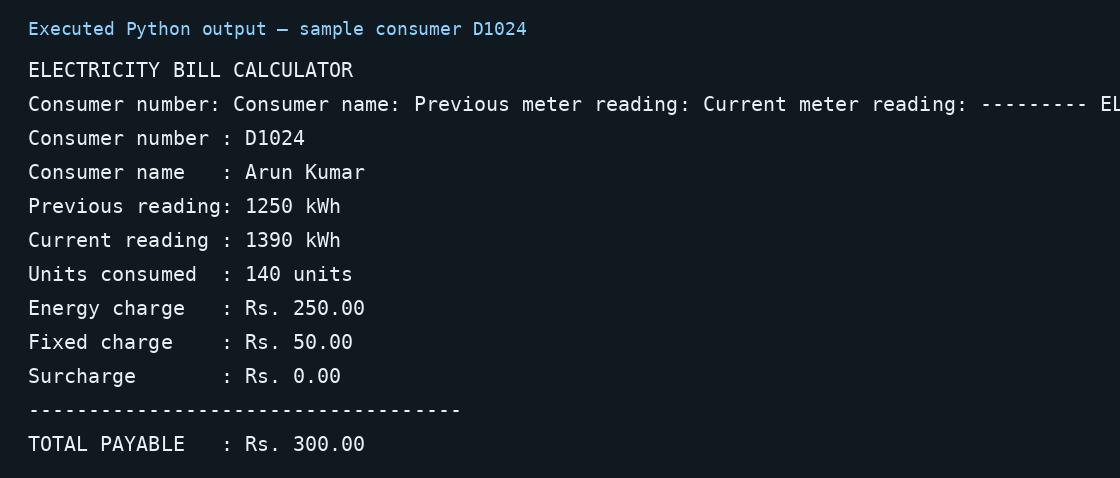 Executed Python output — sample consumer D1024
ELECTRICITY BILL CALCULATOR
Consumer number: Consumer name: Previous meter reading: Current meter reading: --------- EL
Consumer number : D1024
Consumer name   : Arun Kumar
Previous reading: 1250 kWh
Current reading : 1390 kWh
Units consumed  : 140 units
Energy charge   : Rs. 250.00
Fixed charge    : Rs. 50.00
Surcharge       : Rs. 0.00
------------------------------------
TOTAL PAYABLE   : Rs. 300.00